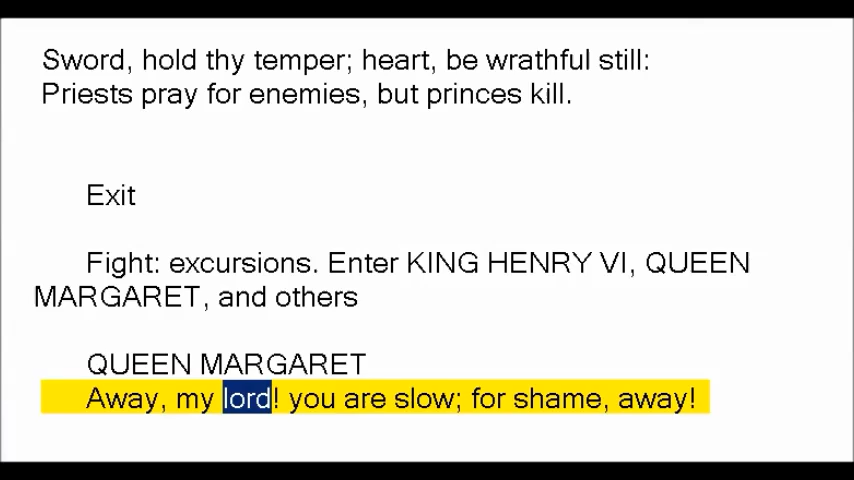 Sword, hold thy temper; heart, be wrathful still:
Priests pray for enemies, but princes kill.
Exit
Fight: excursions. Enter KING HENRY VI, QUEEN
MARGARET, and others
QUEEN MARGARET
Away, my lord! you are slow; for shame, away!